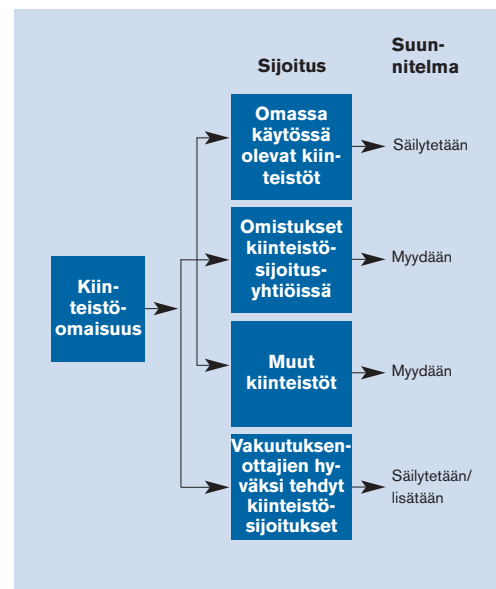 Sijoitus
Suun-
nitelma
Omassa
käytössä
olevat kiin-
teistöt
Säilytetään
Omistukset
kiinteistö-
sijoitus-
yhtiöissä
Myydään
Kiin-
teistö-
omaisuus
Muut
kiinteistöt
Myydään
Vakuutuksen-
ottajien hy-
väksi tehdyt
kiinteistö-
sijoitukset
Säilytetään/
lisätään